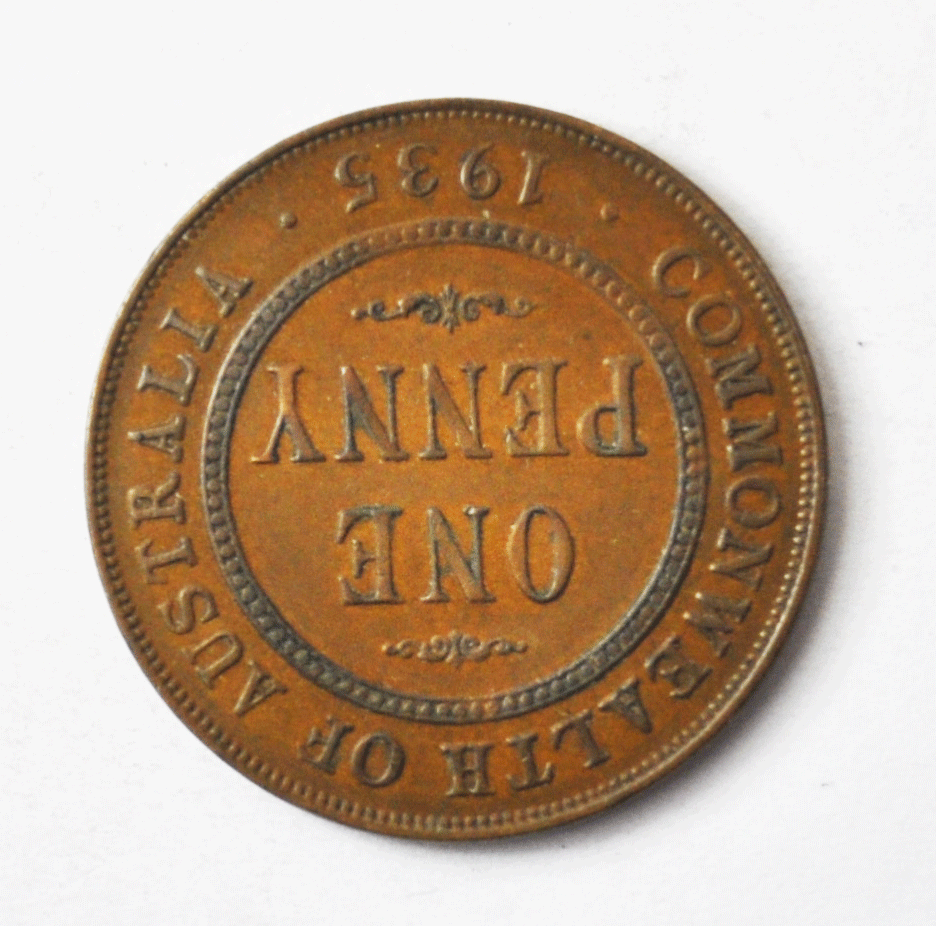 COMMONWEALTH OF AUSTRALIA
ONE
PENNY
· 1935 ·